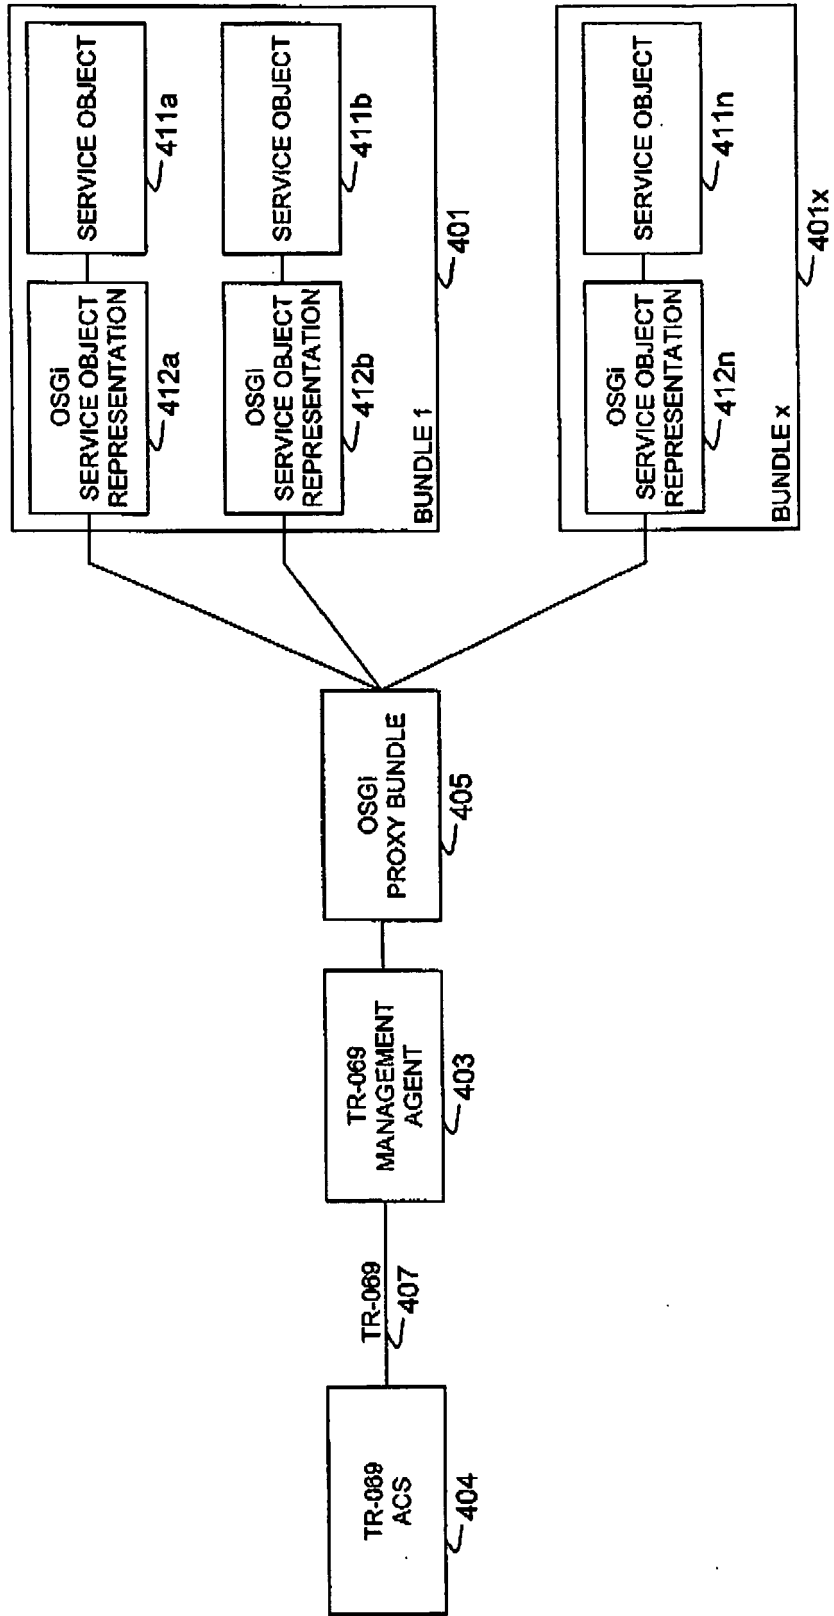 TR-069
ACS
404
TR-069
407
TR-069
MANAGEMENT
AGENT
403
OSGi
PROXY BUNDLE
405
OSGi
SERVICE OBJECT
REPRESENTATION
412a
SERVICE OBJECT
411a
OSGi
SERVICE OBJECT
REPRESENTATION
412b
SERVICE OBJECT
411b
BUNDLE 1
401
OSGi
SERVICE OBJECT
REPRESENTATION
412n
SERVICE OBJECT
411n
BUNDLE x
401x